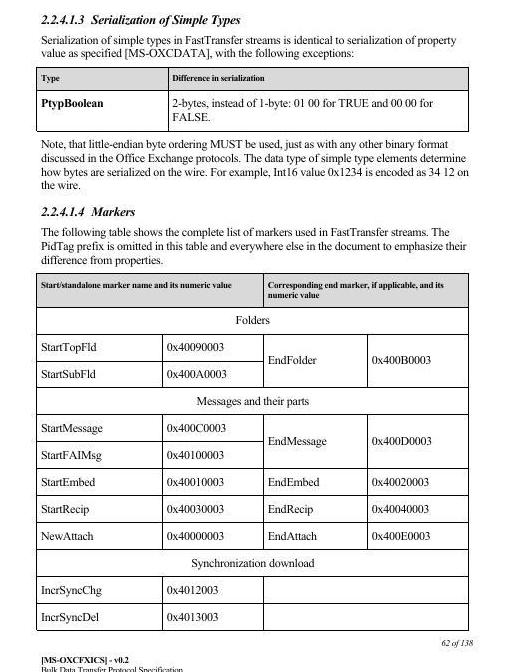 2.2.4.1.3 Serialization of Simple Types
Serialization of simple types in FastTransfer streams is identical to serialization of property
value as specified [MS-OXCDATA], with the following exceptions:
Type Difference in serialization
PtypBoolean 2-bytes, instead of 1-byte: 01 00 for TRUE and 00 00 for
FALSE.
Note, that little-endian byte ordering MUST be used, just as with any other binary format
discussed in the Office Exchange protocols. The data type of simple type elements determine
how bytes are serialized on the wire. For example, Int16 value 0x1234 is encoded as 34 12 on
the wire.
2.2.4.1.4 Markers
The following table shows the complete list of markers used in FastTransfer streams. The
PidTag prefix is omitted in this table and everywhere else in the document to emphasize their
difference from properties.
Start/standalone marker name and its numeric value Corresponding end marker, if applicable, and its
numeric value
Folders
StartTopFld 0x40090003
EndFolder 0x400B0003
StartSubFld 0x400A0003
Messages and their parts
StartMessage 0x400C0003
EndMessage 0x400D0003
StartFAIMsg 0x40100003
StartEmbed 0x40010003 EndEmbed 0x40020003
StartRecip 0x40030003 EndRecip 0x40040003
NewAttach 0x40000003 EndAttach 0x400E0003
Synchronization download
IncrSyncChg 0x4012003
IncrSyncDel 0x4013003
62 of 138
[MS-OXCFXICS] - v0.2
Bulk Data Transfer Protocol Specification